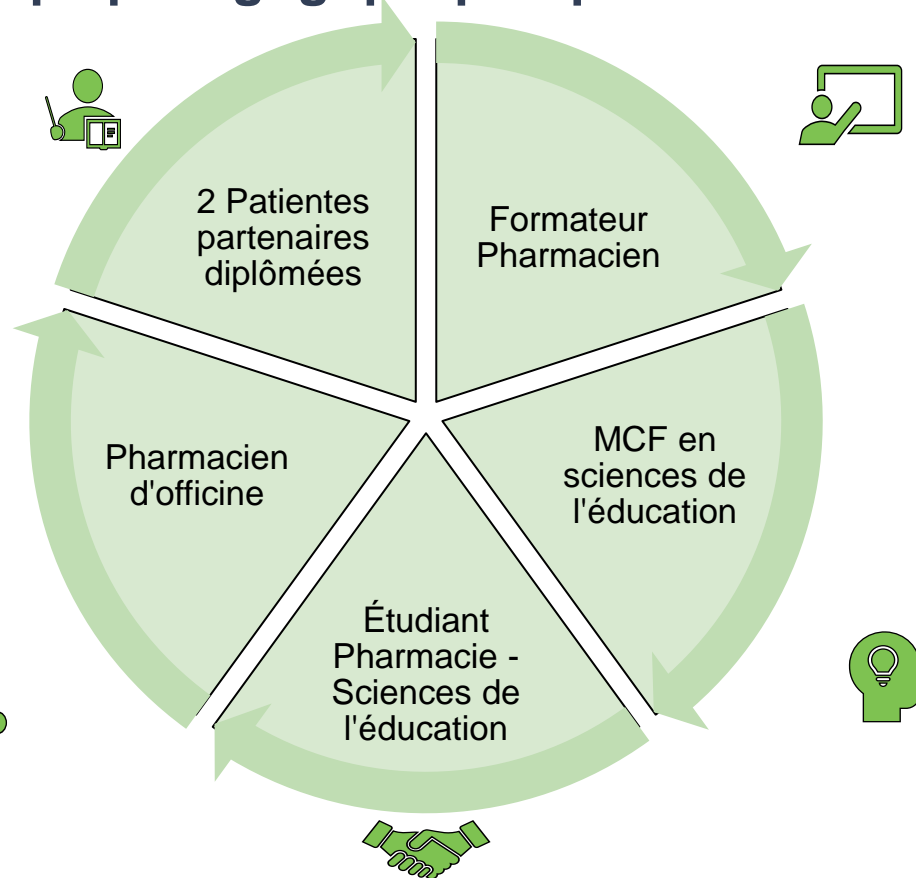 2 Patientes
partenaires
diplômées
Formateur
Pharmacien
MCF en
sciences de
l'éducation
Étudiant
Pharmacie -
Sciences de
l'éducation
Pharmacien
d'officine